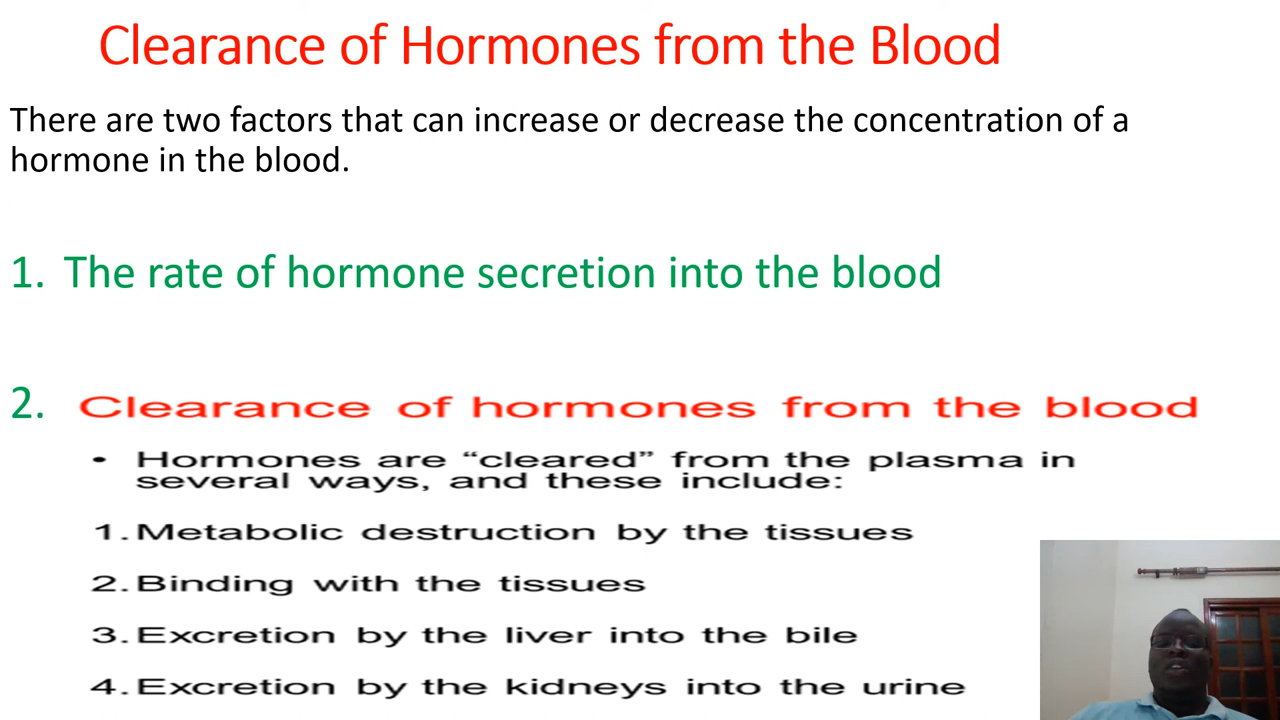 Clearance of Hormones from the Blood
There are two factors that can increase or decrease the concentration of a
hormone in the blood.
1. The rate of hormone secretion into the blood
2. Clearance of hormones from the blood
• Hormones are “cleared” from the plasma in
several ways, and these include:
1. Metabolic destruction by the tissues
2. Binding with the tissues
3. Excretion by the liver into the bile
4. Excretion by the kidneys into the urine